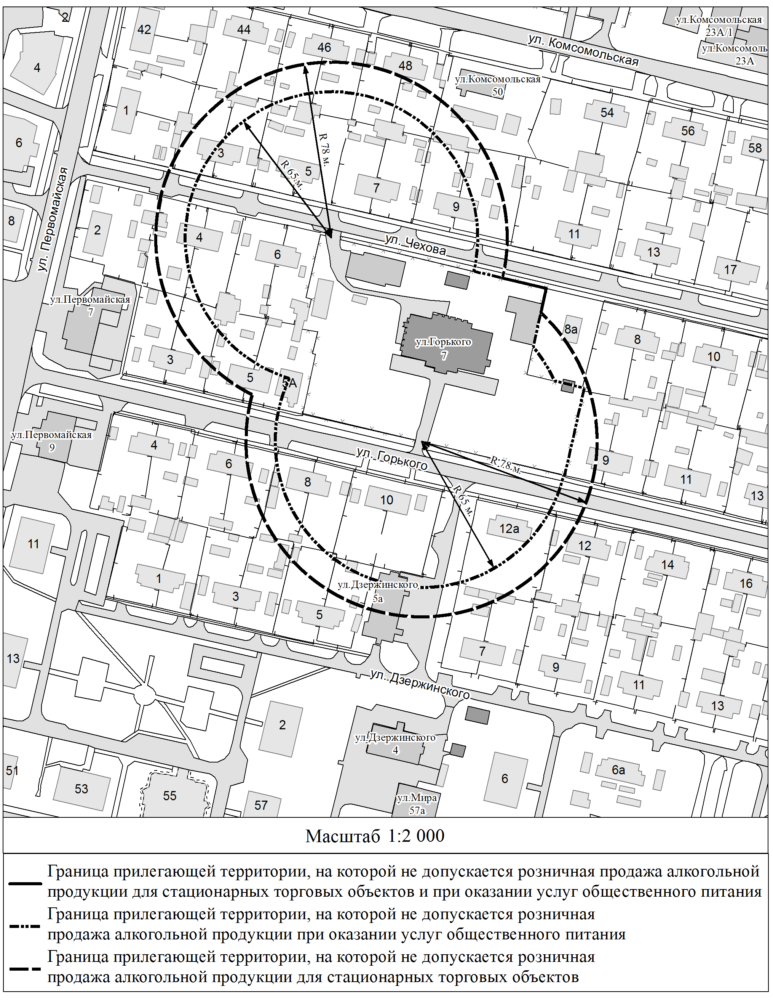 2
42
44
46
48
ул. Комсомольская
ул.Комсомольская
23А/1
ул.Комсомоль
23А
4
1
ул.Комсомольская
50
54
56
58
6
3
5
7
9
R 78 м.
R 65 м.
ул. Первомайская
8
2
4
6
ул. Чехова
11
13
17
ул.Первомайская
7
3
5
5А
ул.Горького
7
8а
8
10
ул.Первомайская
9
4
6
8
10
ул. Горького
R 78 м.
R 65 м.
9
11
13
12а
12
14
16
11
1
3
5
ул.Дзержинского
5а
7
9
11
13
13
ул. Дзержинского
2
ул.Дзержинского
4
6
6а
51
53
55
57
ул.Мира
57а
Масштаб 1:2 000
Граница прилегающей территории, на которой не допускается розничная продажа алкогольной
продукции для стационарных торговых объектов и при оказании услуг общественного питания
Граница прилегающей территории, на которой не допускается розничная
продажа алкогольной продукции при оказании услуг общественного питания
Граница прилегающей территории, на которой не допускается розничная
продажа алкогольной продукции для стационарных торговых объектов